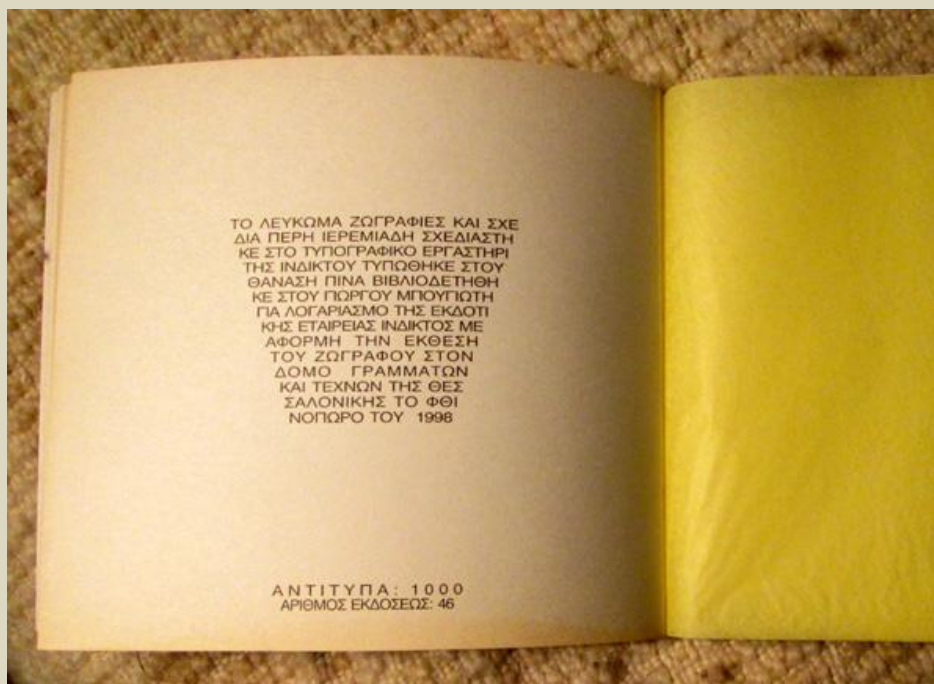 ΤΟ ΛΕΥΚΩΜΑ ΖΩΓΡΑΦΙΕΣ ΚΑΙ ΣΧΕ
ΔΙΑ ΠΕΡΗ ΙΕΡΕΜΙΑΔΗ ΣΧΕΔΙΑΣΤΗ
ΚΕ ΣΤΟ ΤΥΠΟΓΡΑΦΙΚΟ ΕΡΓΑΣΤΗΡΙ
ΤΗΣ ΙΝΔΙΚΤΟΥ ΤΥΠΩΘΗΚΕ ΣΤΟΥ
ΘΑΝΑΣΗ ΠΙΝΑ ΒΙΒΛΙΟΔΕΤΗΘΗ
ΚΕ ΣΤΟΥ ΓΙΩΡΓΟΥ ΜΠΟΥΓΙΩΤΗ
ΓΙΑ ΛΟΓΑΡΙΑΣΜΟ ΤΗΣ ΕΚΔΟΤΙ
ΚΗΣ ΕΤΑΙΡΕΙΑΣ ΙΝΔΙΚΤΟΣ ΜΕ
ΑΦΟΡΜΗ ΤΗΝ ΕΚΘΕΣΗ
ΤΟΥ ΖΩΓΡΑΦΟΥ ΣΤΟΝ
ΔΟΜΟ ΓΡΑΜΜΑΤΩΝ
ΚΑΙ ΤΕΧΝΩΝ ΤΗΣ ΘΕΣ
ΣΑΛΟΝΙΚΗΣ ΤΟ ΦΘΙ
ΝΟΠΩΡΟ ΤΟΥ 1998
ΑΝΤΙΤΥΠΑ: 1000
ΑΡΙΘΜΟΣ ΕΚΔΟΣΕΩΣ: 46